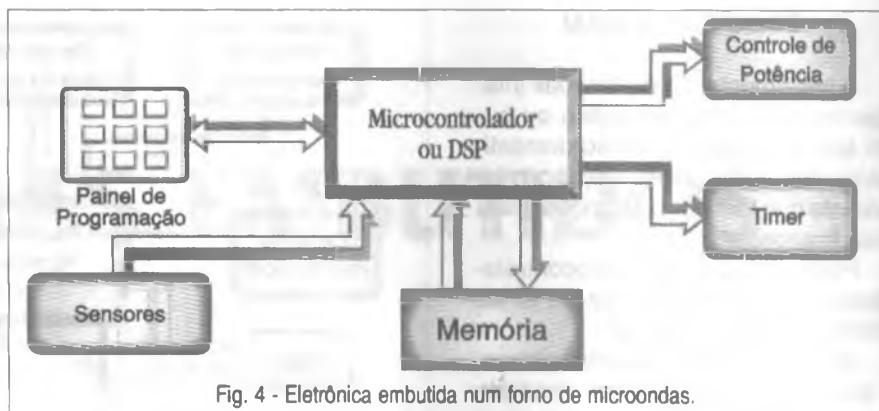 Controle de
Potência
Microcontrolador
ou DSP
Painel de
Programação
Timer
Sensores
Memória
Fig. 4 - Eletrônica embutida num forno de microondas.